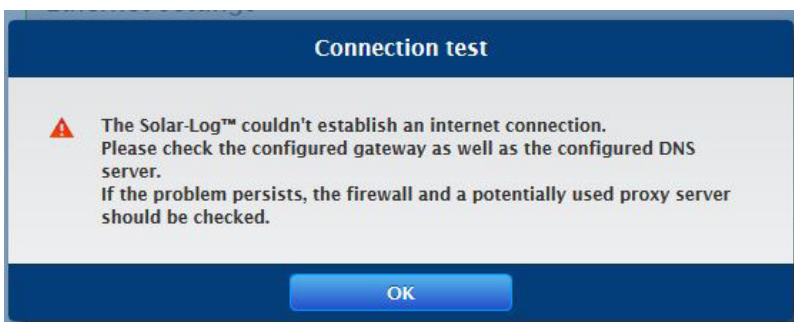 Connection test
The Solar-Log™ couldn't establish an internet connection.
Please check the configured gateway as well as the configured DNS
server.
If the problem persists, the firewall and a potentially used proxy server
should be checked.
OK